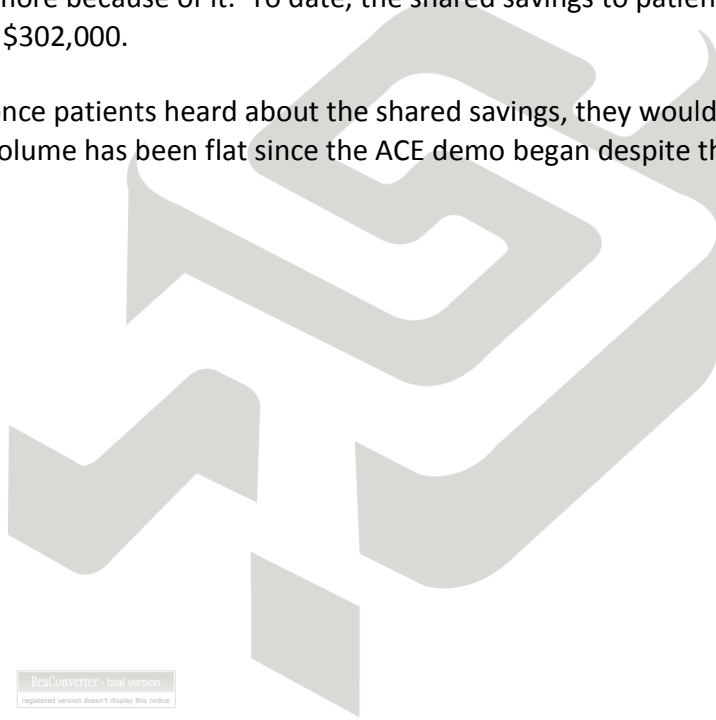 more because of it. To date, the shared savings to patien
$302,000.
once patients heard about the shared savings, they would
olume has been flat since the ACE demo began despite th
ReaConverter - trial version
registered version doesn't display this notice